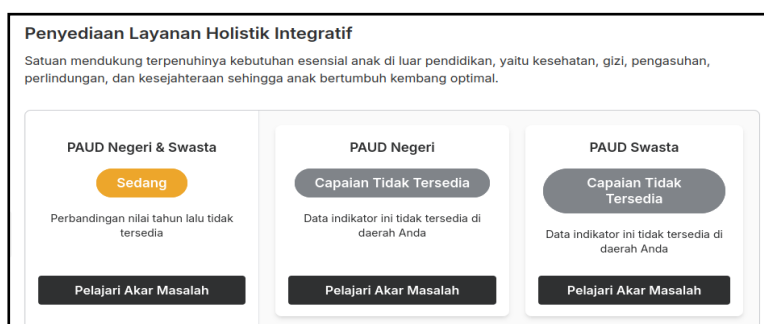 Penyediaan Layanan Holistik Integratif
Satuan mendukung terpenuhinya kebutuhan esensial anak di luar pendidikan, yaitu kesehatan, gizi, pengasuhan,
perlindungan, dan kesejahteraan sehingga anak bertumbuh kembang optimal.
PAUD Negeri & Swasta
Sedang
Perbandingan nilai tahun lalu tidak
tersedia
Pelajari Akar Masalah
PAUD Negeri
Capaian Tidak Tersedia
Data indikator ini tidak tersedia di
daerah Anda
Pelajari Akar Masalah
PAUD Swasta
Capaian Tidak
Tersedia
Data indikator ini tidak tersedia di
daerah Anda
Pelajari Akar Masalah